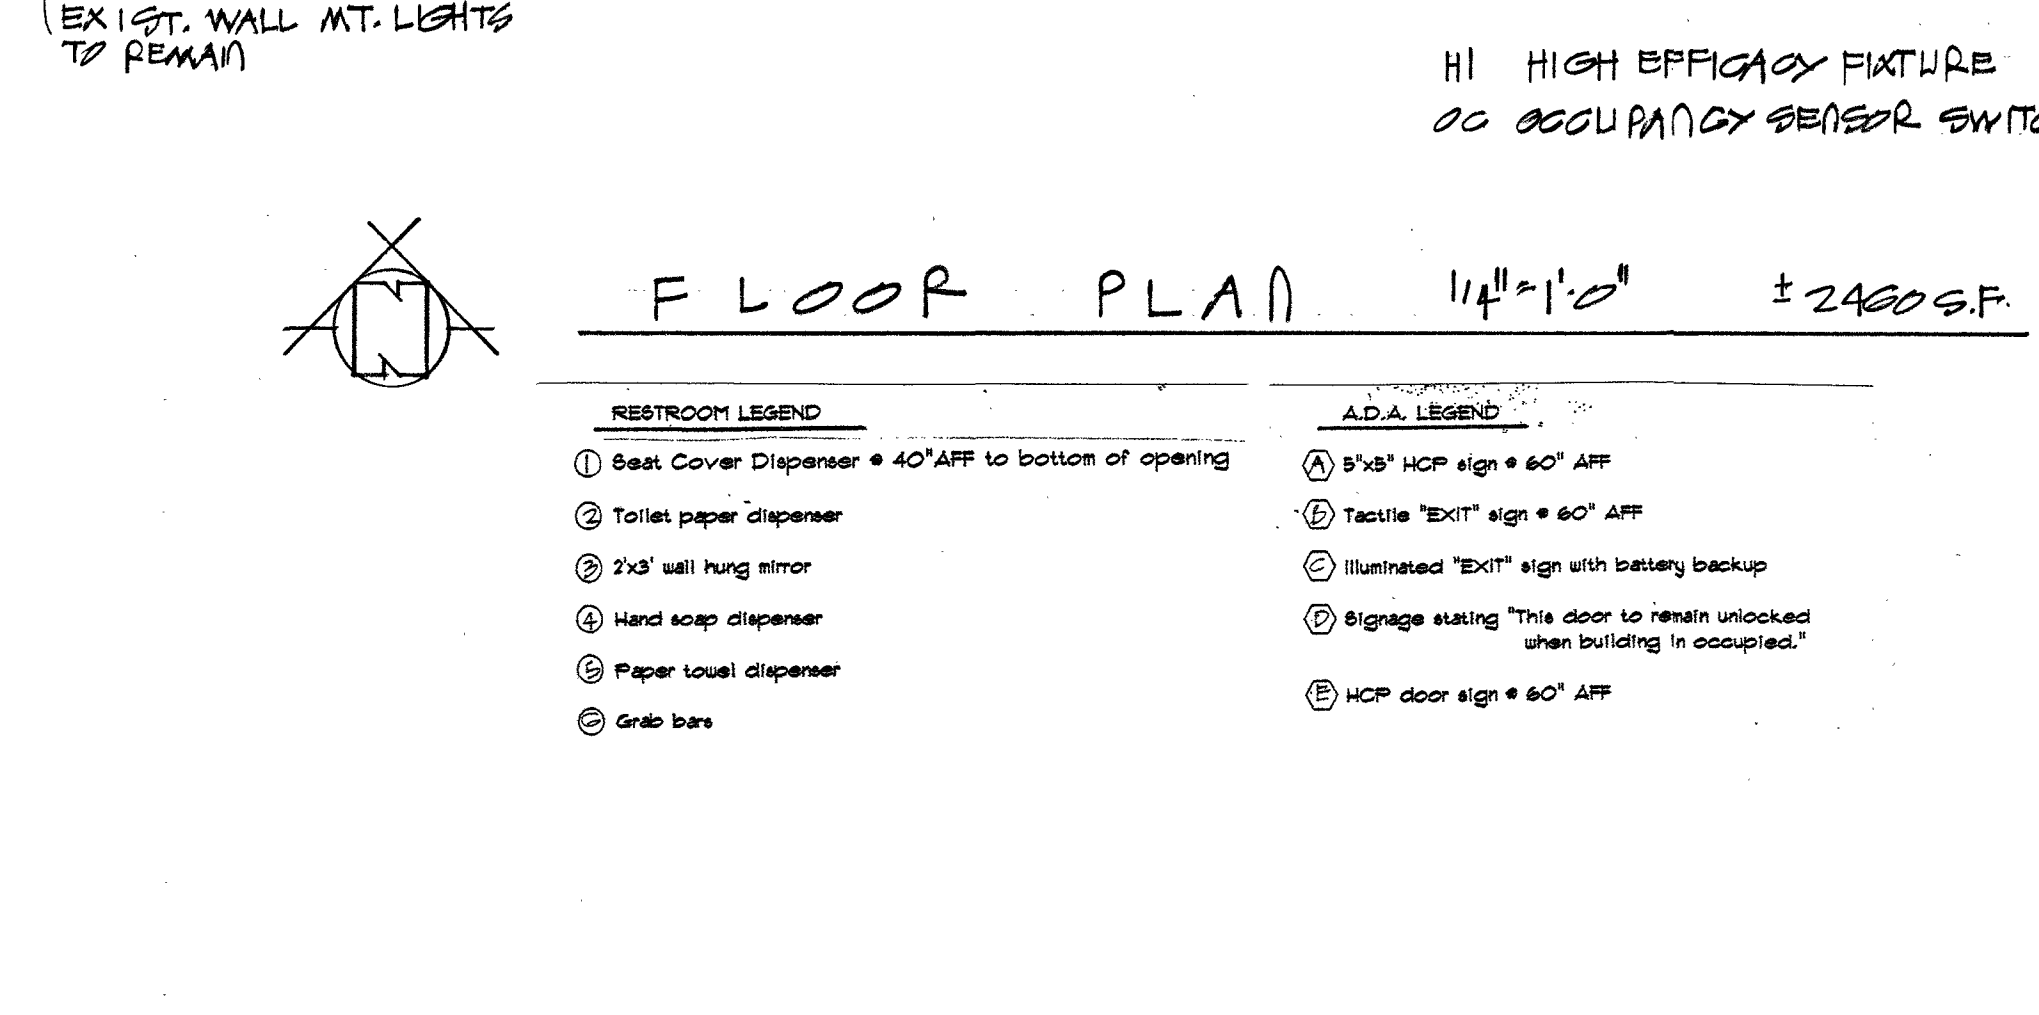 EXIST. WALL MT. LIGHTS
TO REMAIN
HI HIGH EFFICACY FIXTURE
OC OCCUPANCY SENSOR
N
FLOOR PLAN 1/4"=1'-0" ± 2460 S.F.
RESTROOM LEGEND
1 Seat Cover Dispenser @ 40"AFF to bottom of opening
2 Toilet paper dispenser
3 2'x3' wall hung mirror
4 Hand soap dispenser
5 Paper towel dispenser
6 Grab bars
A.D.A. LEGEND
A 5"x5" HCP sign @ 60" AFF
B Tactile "EXIT" sign @ 60" AFF
C Illuminated "EXIT" sign with battery backup
D Signage stating "This door to remain unlocked
when building in occupied."
E HCP door sign @ 60" AFF